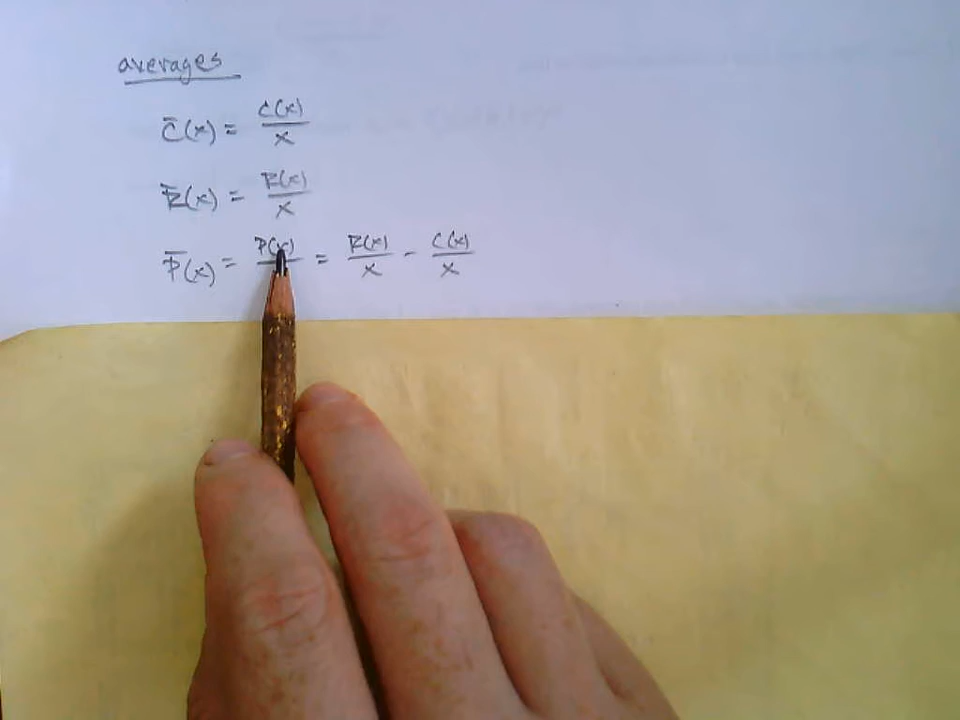 averages
C̄(x) = C(x)/x
R̄(x) = R(x)/x
P̄(x) = P(x)/ = R(x)/x - C(x)/x